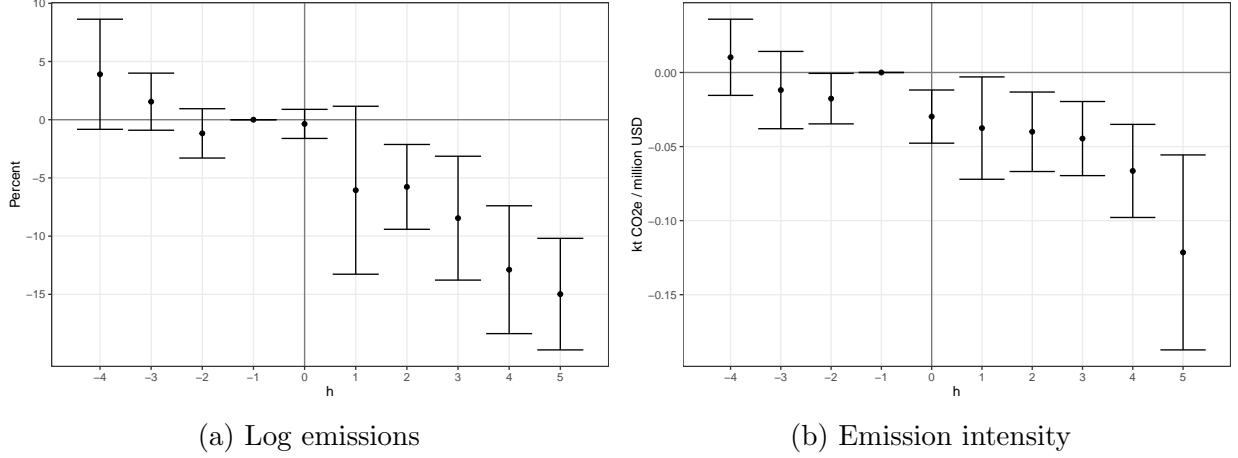 10
5
0
−5
−10
−15
Percent
−4 −3 −2 −1 0 1 2 3 4 5
h
(a) Log emissions
0.00
−0.05
−0.10
−0.15
kt CO2e / million USD
−4 −3 −2 −1 0 1 2 3 4 5
h
(b) Emission intensity